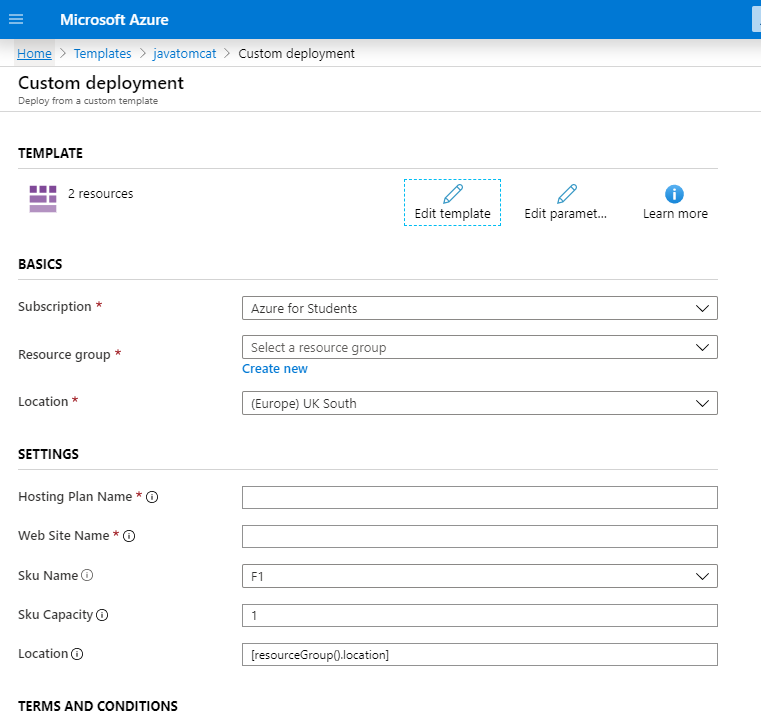 Microsoft Azure
Home > Templates > javatomcat > Custom deployment
Custom deployment
Deploy from a custom template
TEMPLATE
2 resources
Edit template
Edit paramet...
Learn more
BASICS
Subscription *
Azure for Students
Resource group *
Select a resource group
Create new
Location *
(Europe) UK South
SETTINGS
Hosting Plan Name *
Web Site Name *
Sku Name
F1
Sku Capacity
1
Location
[resourceGroup().location]
TERMS AND CONDITIONS